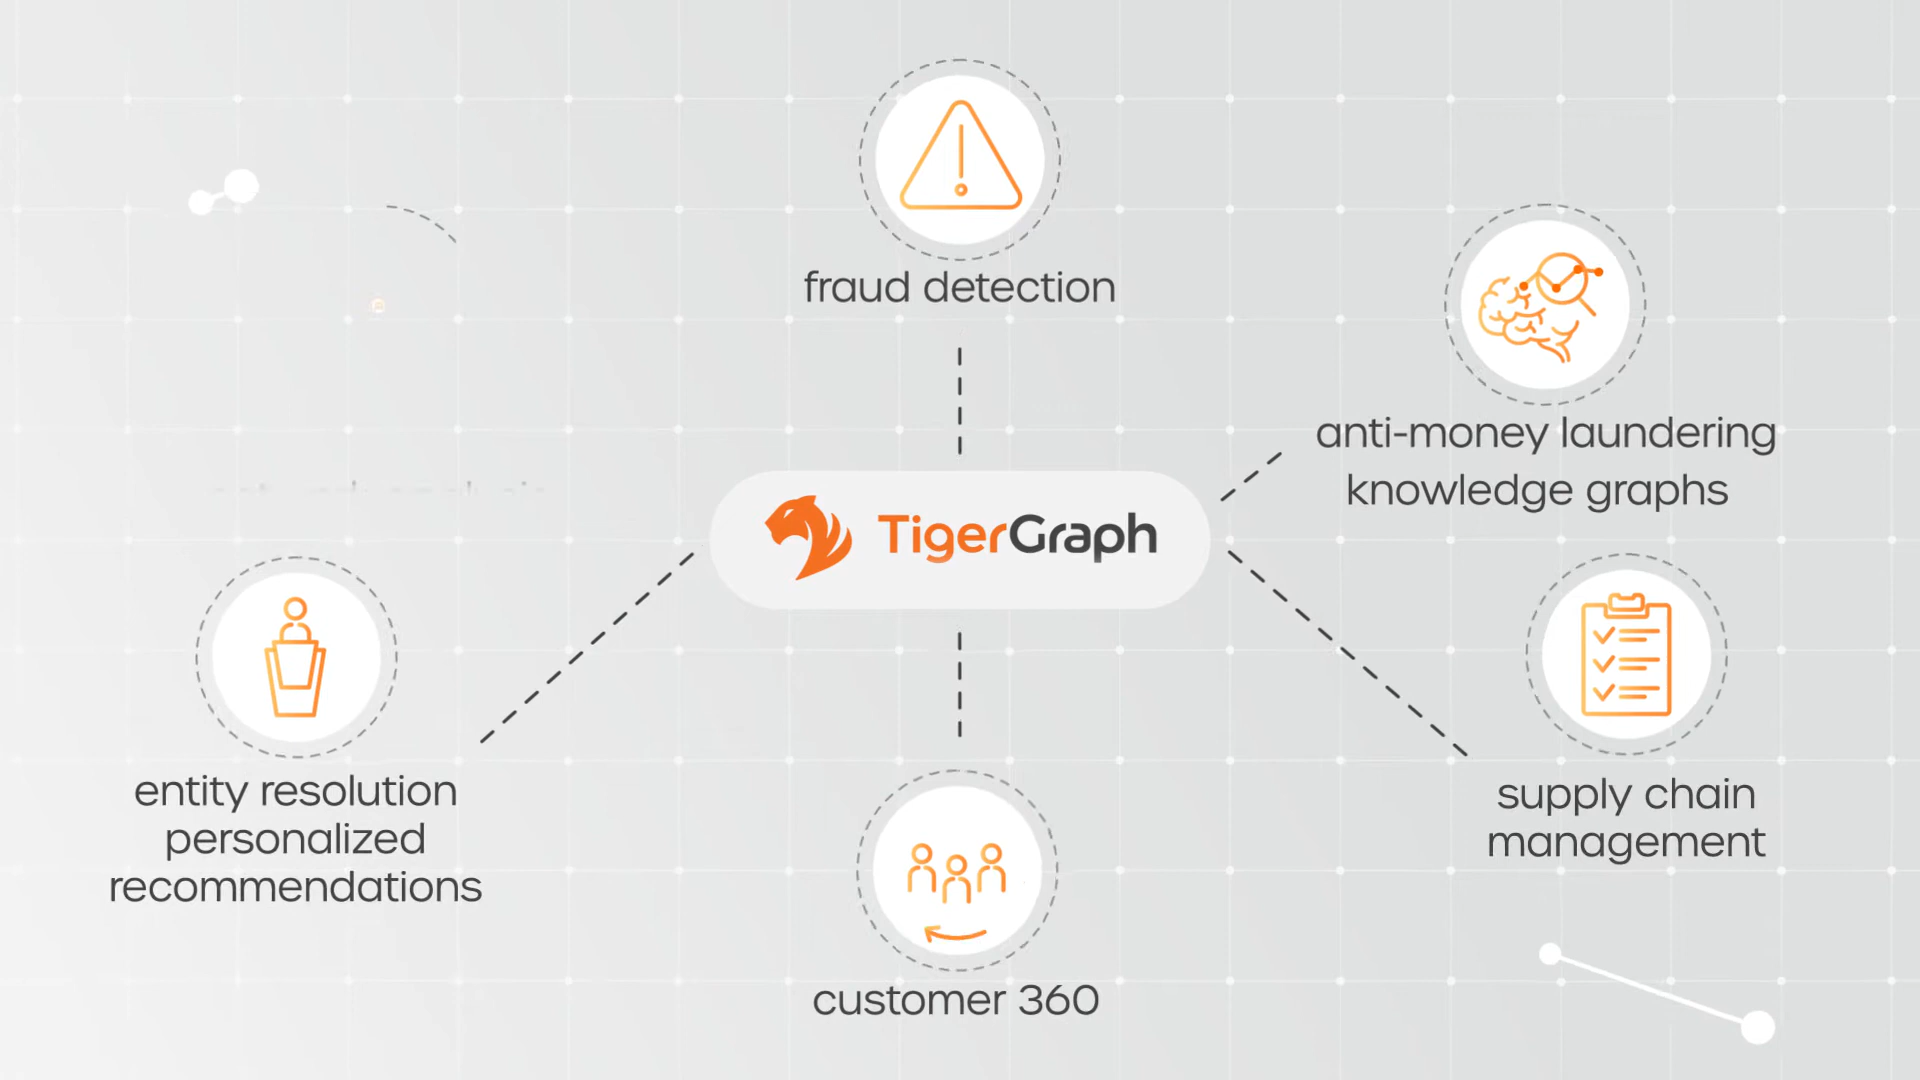 fraud detection
anti-money laundering
knowledge graphs
TigerGraph
entity resolution
personalized
recommendations
supply chain
management
customer 360